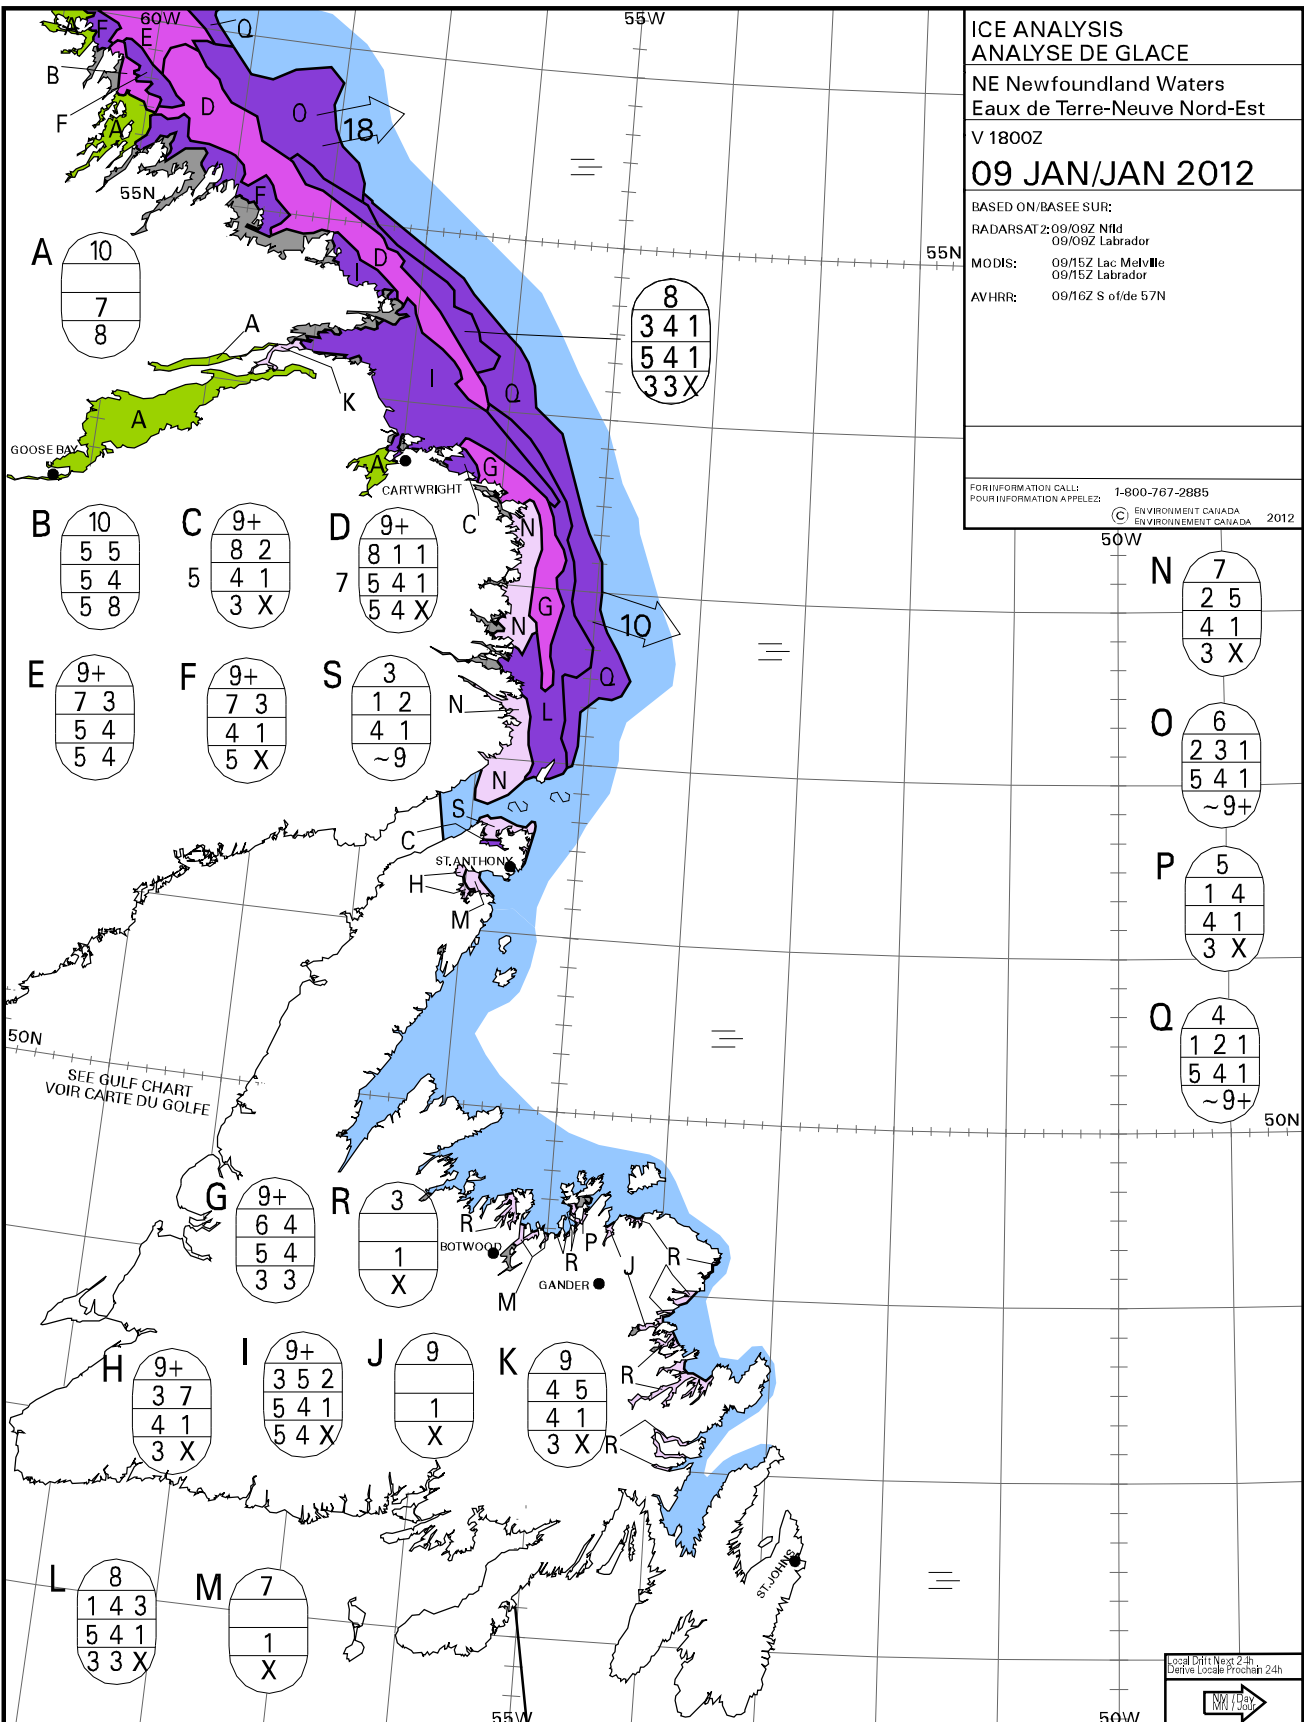 ICE ANALYSIS
ANALYSE DE GLACE
NE Newfoundland Waters
Eaux de Terre-Neuve Nord-Est
V 1800Z
09 JAN/JAN 2012
BASED ON/BASEE SUR:
RADARSAT2: 09/09Z Nfld
09/09Z Labrador
MODIS: 09/15Z Lac Melville
09/15Z Labrador
AVHRR: 09/16Z S of/de 57N
FOR INFORMATION CALL:
POUR INFORMATION APPELEZ:
1-800-767-2885
© ENVIRONMENT CANADA
ENVIRONNEMENT CANADA 2012
60W
55W
A F E Q
B
F
A
D
O
18
55N
F
55N
D
I
A
10
7
8
A
8
3 4 1
5 4 1
3 3 X
K
I
Q
A
GOOSE BAY
A
CARTWRIGHT
G
C
N
B
10
5 5
5 4
5 8
C
9+
8 2
5 4 1
3 X
D
9+
8 1 1
7 5 4 1
5 4 X
50W
N
7
2 5
4 1
3 X
G
N
10
E
9+
7 3
5 4
5 4
F
9+
7 3
4 1
5 X
S
3
1 2
4 1
~9
N
L
Q
N
O
6
2 3 1
5 4 1
~9+
S
C
ST.ANTHONY
H
M
P
5
1 4
4 1
3 X
Q
4
1 2 1
5 4 1
~9+
50N
SEE GULF CHART
VOIR CARTE DU GOLFE
50N
G
9+
6 4
5 4
3 3
R
3
1
X
R
BOTWOOD
M
R
P
GANDER
J
R
H
9+
3 7
4 1
3 X
I
9+
3 5 2
5 4 1
5 4 X
J
9
1
X
K
9
4 5
4 1
3 X
R
R
L
8
1 4 3
5 4 1
3 3 X
M
7
1
X
ST.JOHNS
55W
50W
Local Drift Next 24h
Derive Locale Prochain 24h
NM / Day
MN / Jour